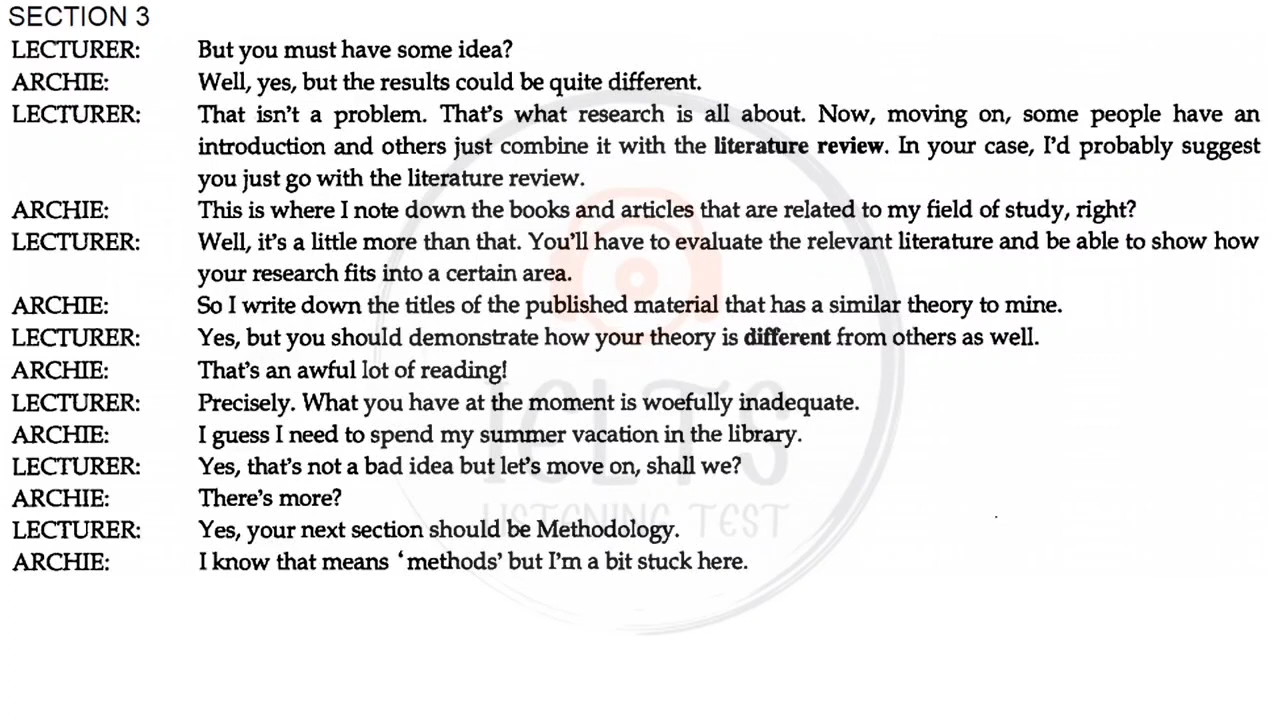 SECTION 3
LECTURER: But you must have some idea?
ARCHIE: Well, yes, but the results could be quite different.
LECTURER: That isn't a problem. That's what research is all about. Now, moving on, some people have an
introduction and others just combine it with the literature review. In your case, I'd probably suggest
you just go with the literature review.
ARCHIE: This is where I note down the books and articles that are related to my field of study, right?
LECTURER: Well, it's a little more than that. You'll have to evaluate the relevant literature and be able to show how
your research fits into a certain area.
ARCHIE: So I write down the titles of the published material that has a similar theory to mine.
LECTURER: Yes, but you should demonstrate how your theory is different from others as well.
ARCHIE: That's an awful lot of reading!
LECTURER: Precisely. What you have at the moment is woefully inadequate.
ARCHIE: I guess I need to spend my summer vacation in the library.
LECTURER: Yes, that's not a bad idea but let's move on, shall we?
ARCHIE: There's more?
LECTURER: Yes, your next section should be Methodology.
ARCHIE: I know that means ‘methods’ but I'm a bit stuck here.
IELTS
LISTENING TEST